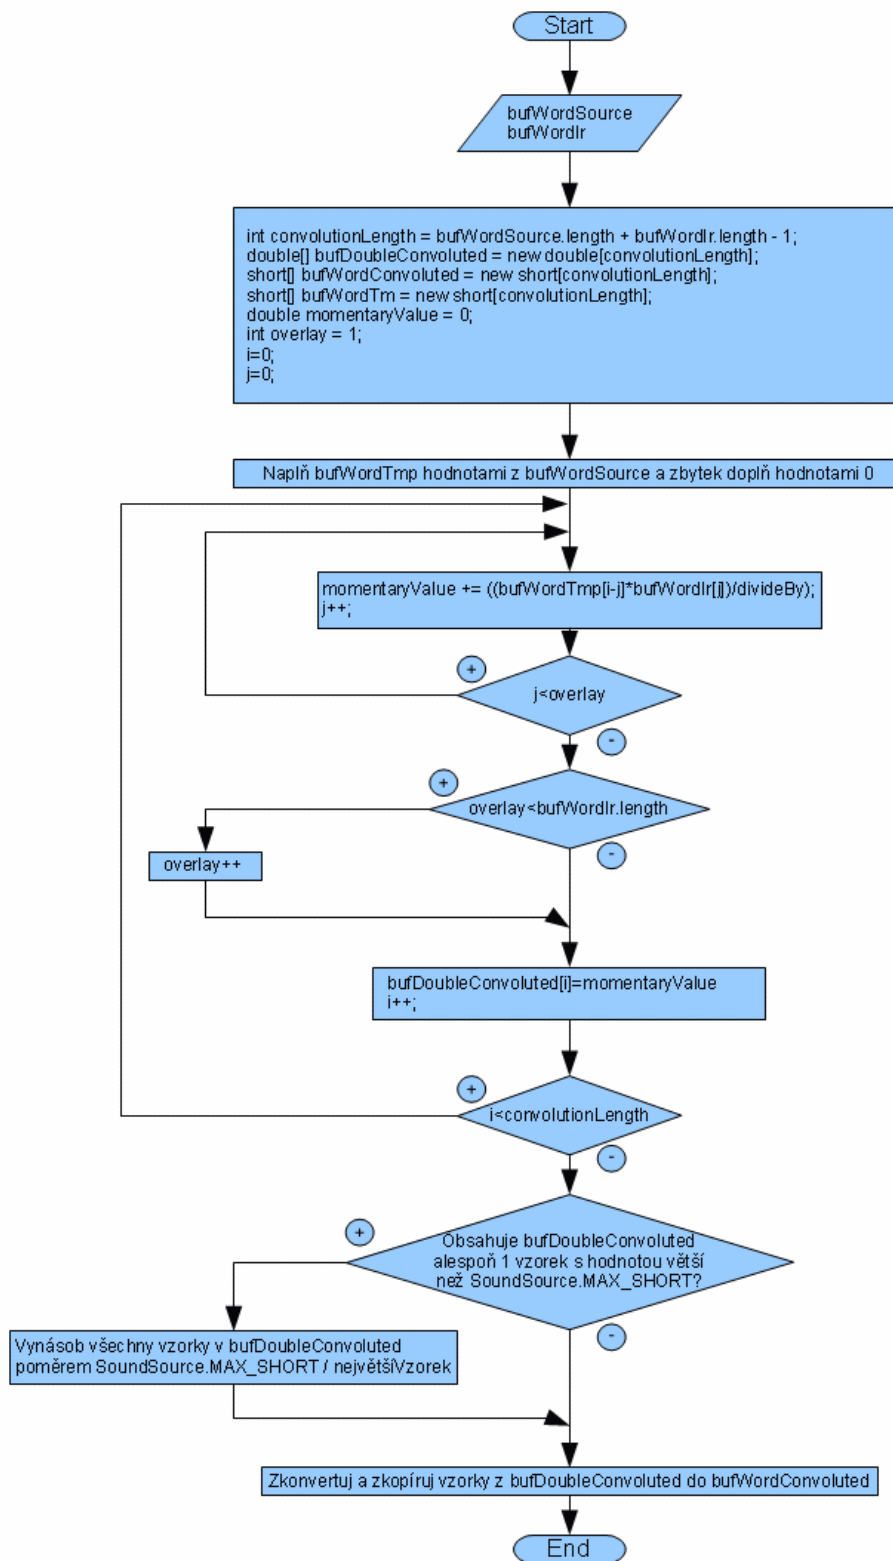 Start
bufWordSource
bufWordIr
int convolutionLength = bufWordSource.length + bufWordIr.length - 1;
double[] bufDoubleConvoluted = new double[convolutionLength];
short[] bufWordConvoluted = new short[convolutionLength];
short[] bufWordTm = new short[convolutionLength];
double momentaryValue = 0;
int overlay = 1;
i=0;
j=0;
Naplň bufWordTmp hodnotami z bufWordSource a zbytek doplň hodnotami 0
momentaryValue += ((bufWordTmp[i-j]*bufWordIr[j])/divideBy);
j++;
+
j<overlay
-
+
overlay<bufWordIr.length
-
overlay++
bufDoubleConvoluted[i]=momentaryValue
i++;
+
i<convolutionLength
-
+
Obsahuje bufDoubleConvoluted
alespoň 1 vzorek s hodnotou větší
než SoundSource.MAX_SHORT?
-
Vynásob všechny vzorky v bufDoubleConvoluted
poměrem SoundSource.MAX_SHORT / největšíVzorek
Zkonvertuj a zkopíruj vzorky z bufDoubleConvoluted do bufWordConvoluted
End